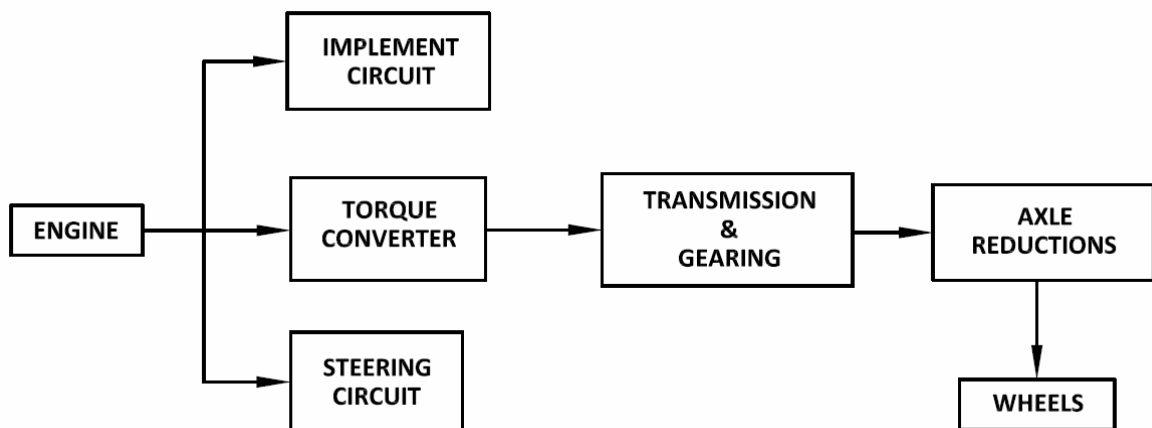 IMPLEMENT
CIRCUIT
ENGINE
TORQUE
CONVERTER
TRANSMISSION
&
GEARING
AXLE
REDUCTIONS
STEERING
CIRCUIT
WHEELS